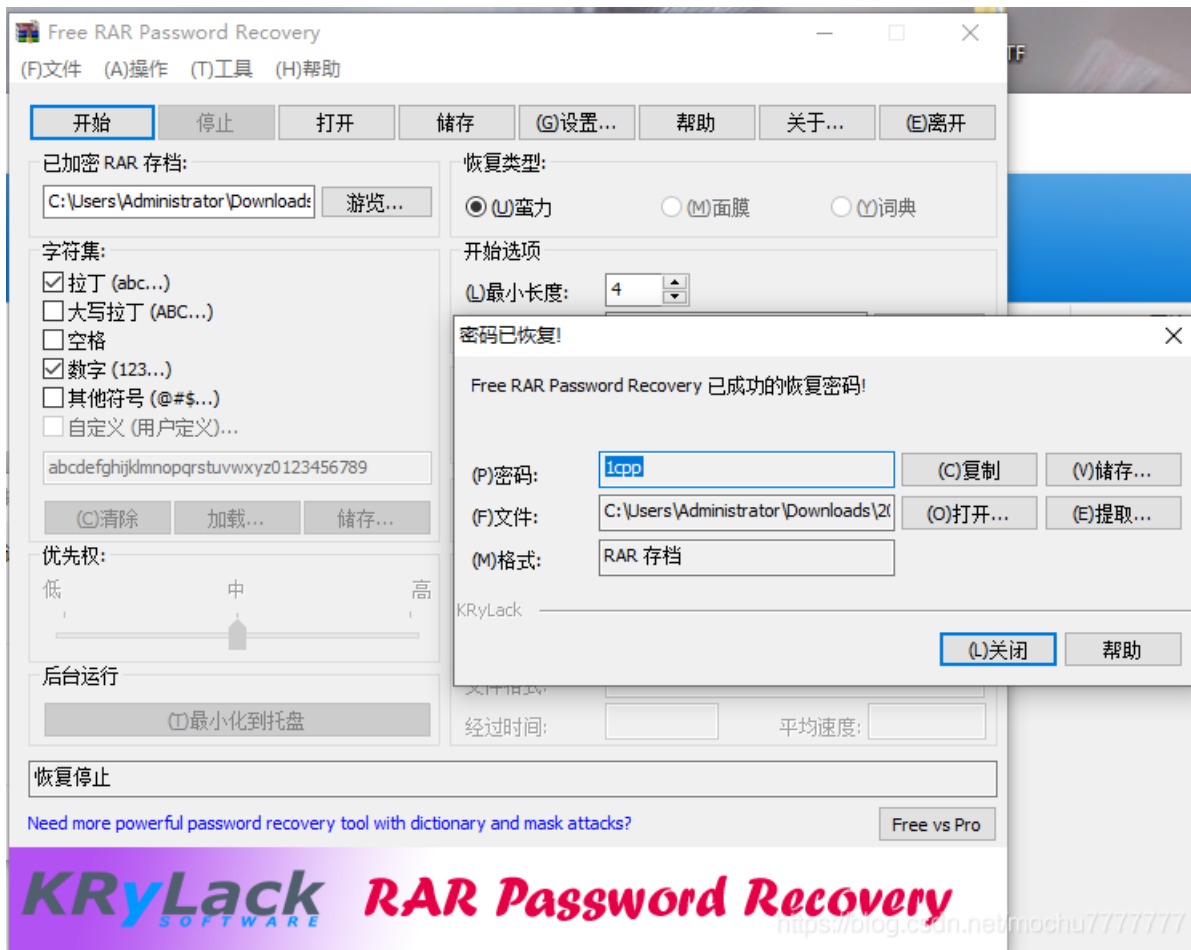 Free RAR Password Recovery
TF
(F)文件 (A)操作 (T)工具 (H)帮助
开始 停止 打开 储存 (G)设置... 帮助 关于... (E)离开
已加密 RAR 存档:
C:\Users\Administrator\Downloads 游览...
恢复类型:
(U)蛮力 (M)面膜 (Y)词典
字符集:
拉丁 (abc...)
大写拉丁 (ABC...)
空格
数字 (123...)
其他符号 (@#$...)
自定义 (用户定义)...
abcdefghijklmnopqrstuvwxyz0123456789
(C)清除 加载... 储存...
开始选项
(L)最小长度: 4
密码已恢复!
Free RAR Password Recovery 已成功的恢复密码!
(P)密码: 1cpp (C)复制 (V)储存...
(F)文件: C:\Users\Administrator\Downloads\20 (O)打开... (E)提取...
(M)格式: RAR 存档
KRyLack
(L)关闭 帮助
优先权:
低 中 高
后台运行
(T)最小化到托盘
文件格式:
经过时间: 平均速度:
恢复停止
Need more powerful password recovery tool with dictionary and mask attacks? Free vs Pro
KRyLack SOFTWARE RAR Password Recovery
https://blog.csdn.net/mochu7777777